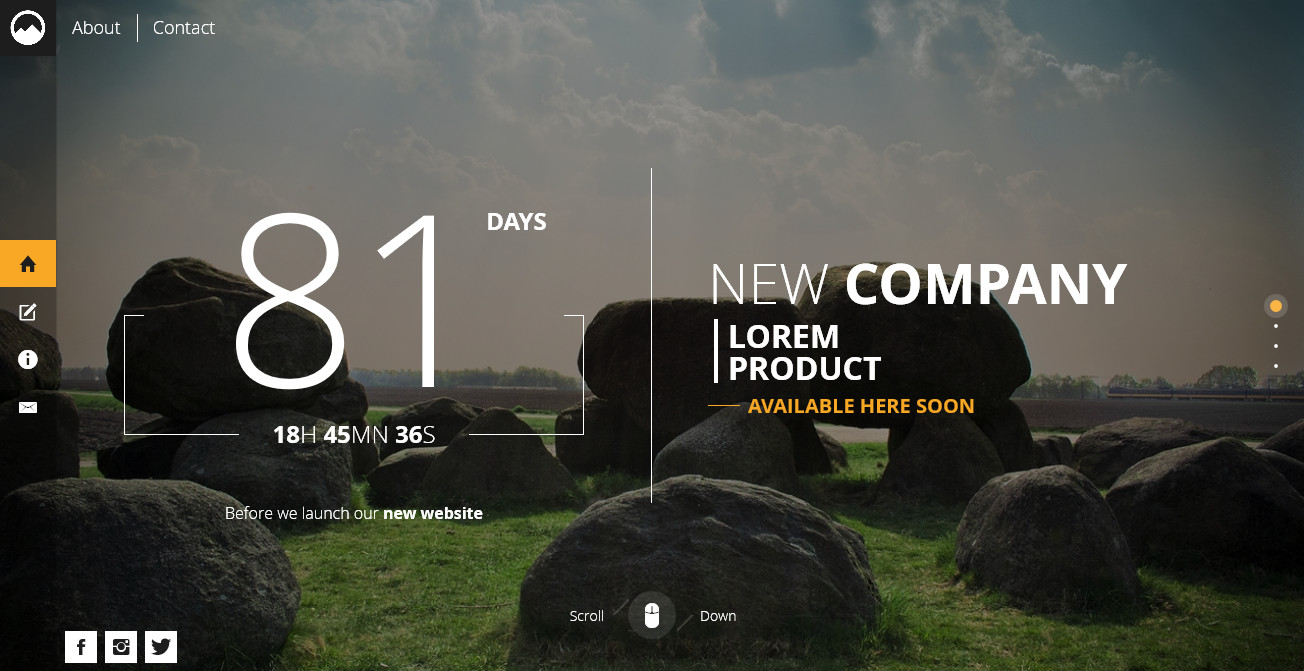 About
Contact
81
DAYS
18H 45MN 36S
Before we launch our new website
NEW COMPANY
LOREM
PRODUCT
AVAILABLE HERE SOON
Scroll
Down